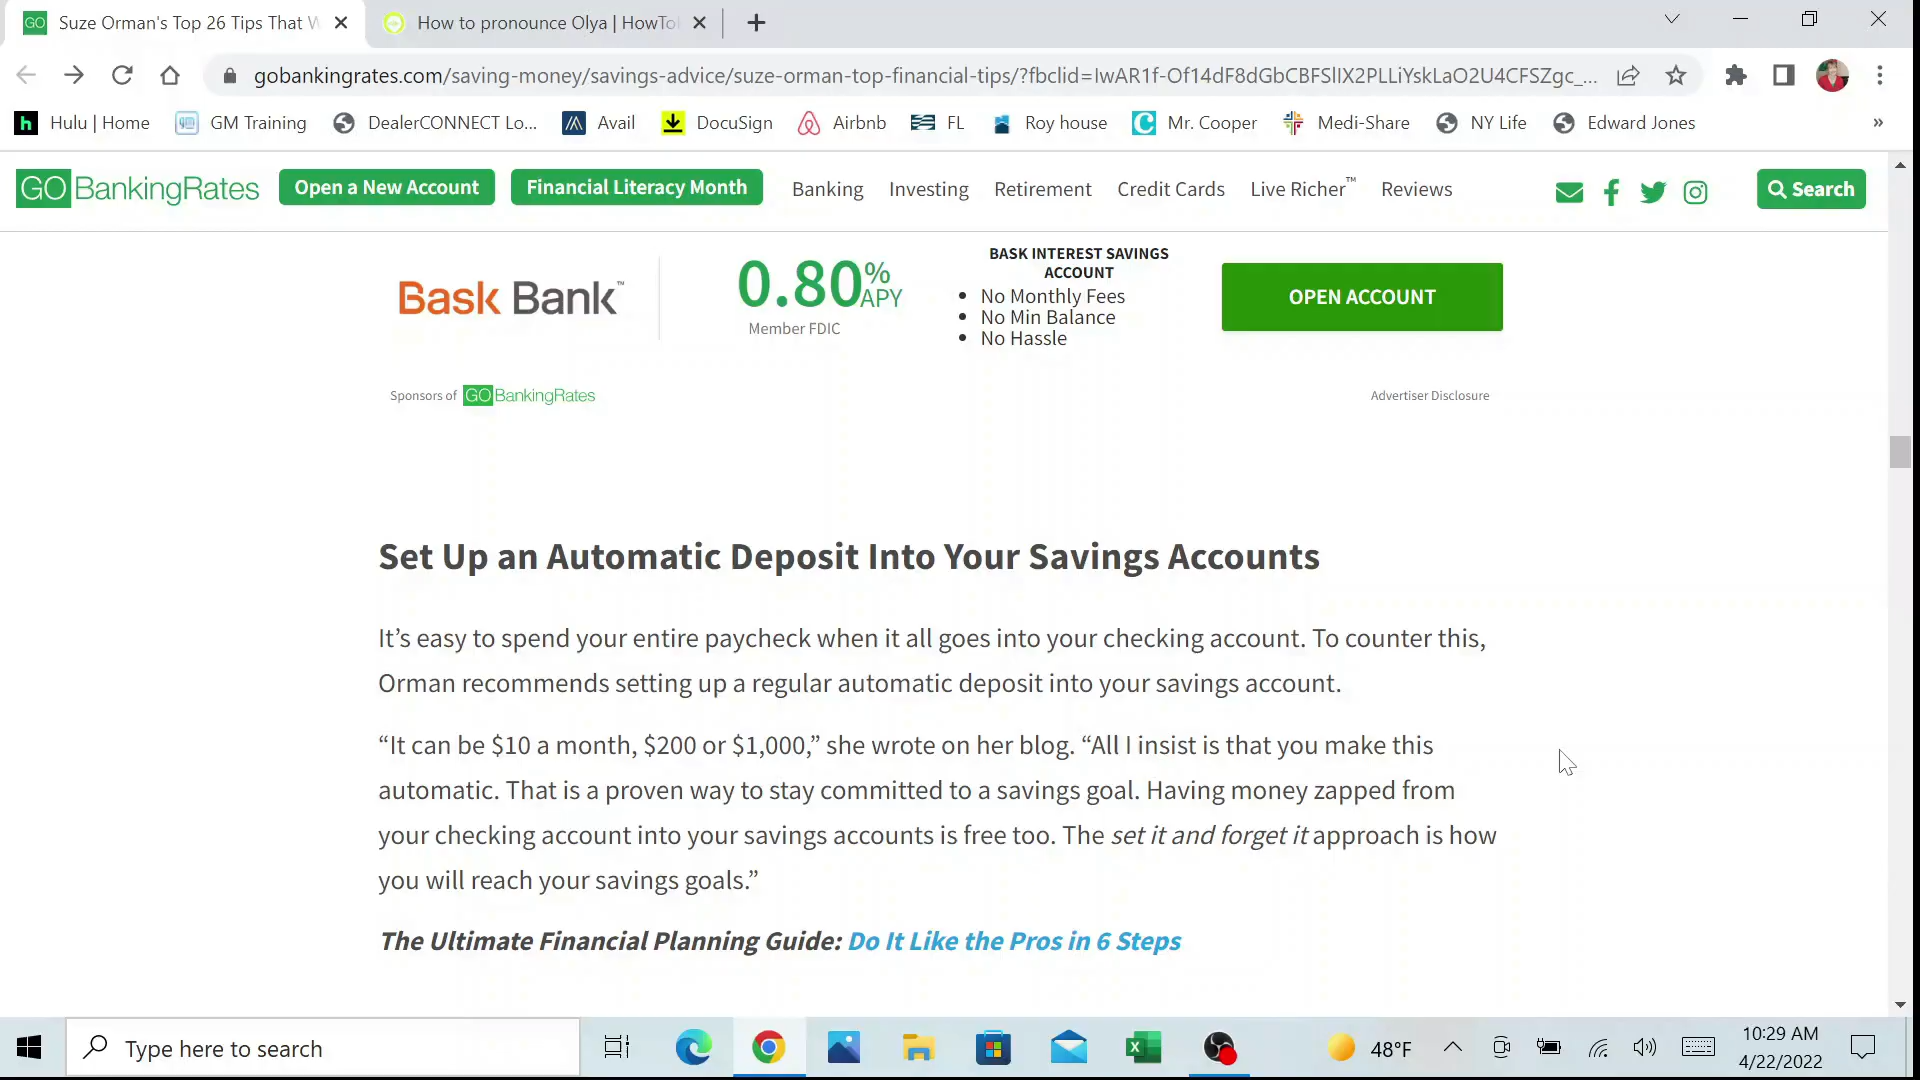 GO Suze Orman's Top 26 Tips That W
How to pronounce Olya | HowTo
gobankingrates.com/saving-money/savings-advice/suze-orman-top-financial-tips/?fbclid=IwAR1f-Of14dF8dGbCBFSlIX2PLLiYskLaO2U4CFSZgc_...
h Hulu | Home GM Training DealerCONNECT Lo... Avail DocuSign Airbnb FL Roy house Mr. Cooper Medi-Share NY Life Edward Jones »
GOBankingRates Open a New Account Financial Literacy Month Banking Investing Retirement Credit Cards Live Richer™ Reviews Search
Bask Bank™
0.80% APY
Member FDIC
BASK INTEREST SAVINGS
ACCOUNT
• No Monthly Fees
• No Min Balance
• No Hassle
OPEN ACCOUNT
Sponsors of GOBankingRates
Advertiser Disclosure
Set Up an Automatic Deposit Into Your Savings Accounts
It’s easy to spend your entire paycheck when it all goes into your checking account. To counter this,
Orman recommends setting up a regular automatic deposit into your savings account.
“It can be $10 a month, $200 or $1,000,” she wrote on her blog. “All I insist is that you make this
automatic. That is a proven way to stay committed to a savings goal. Having money zapped from
your checking account into your savings accounts is free too. The set it and forget it approach is how
you will reach your savings goals.”
The Ultimate Financial Planning Guide: Do It Like the Pros in 6 Steps
Type here to search
48°F
10:29 AM
4/22/2022